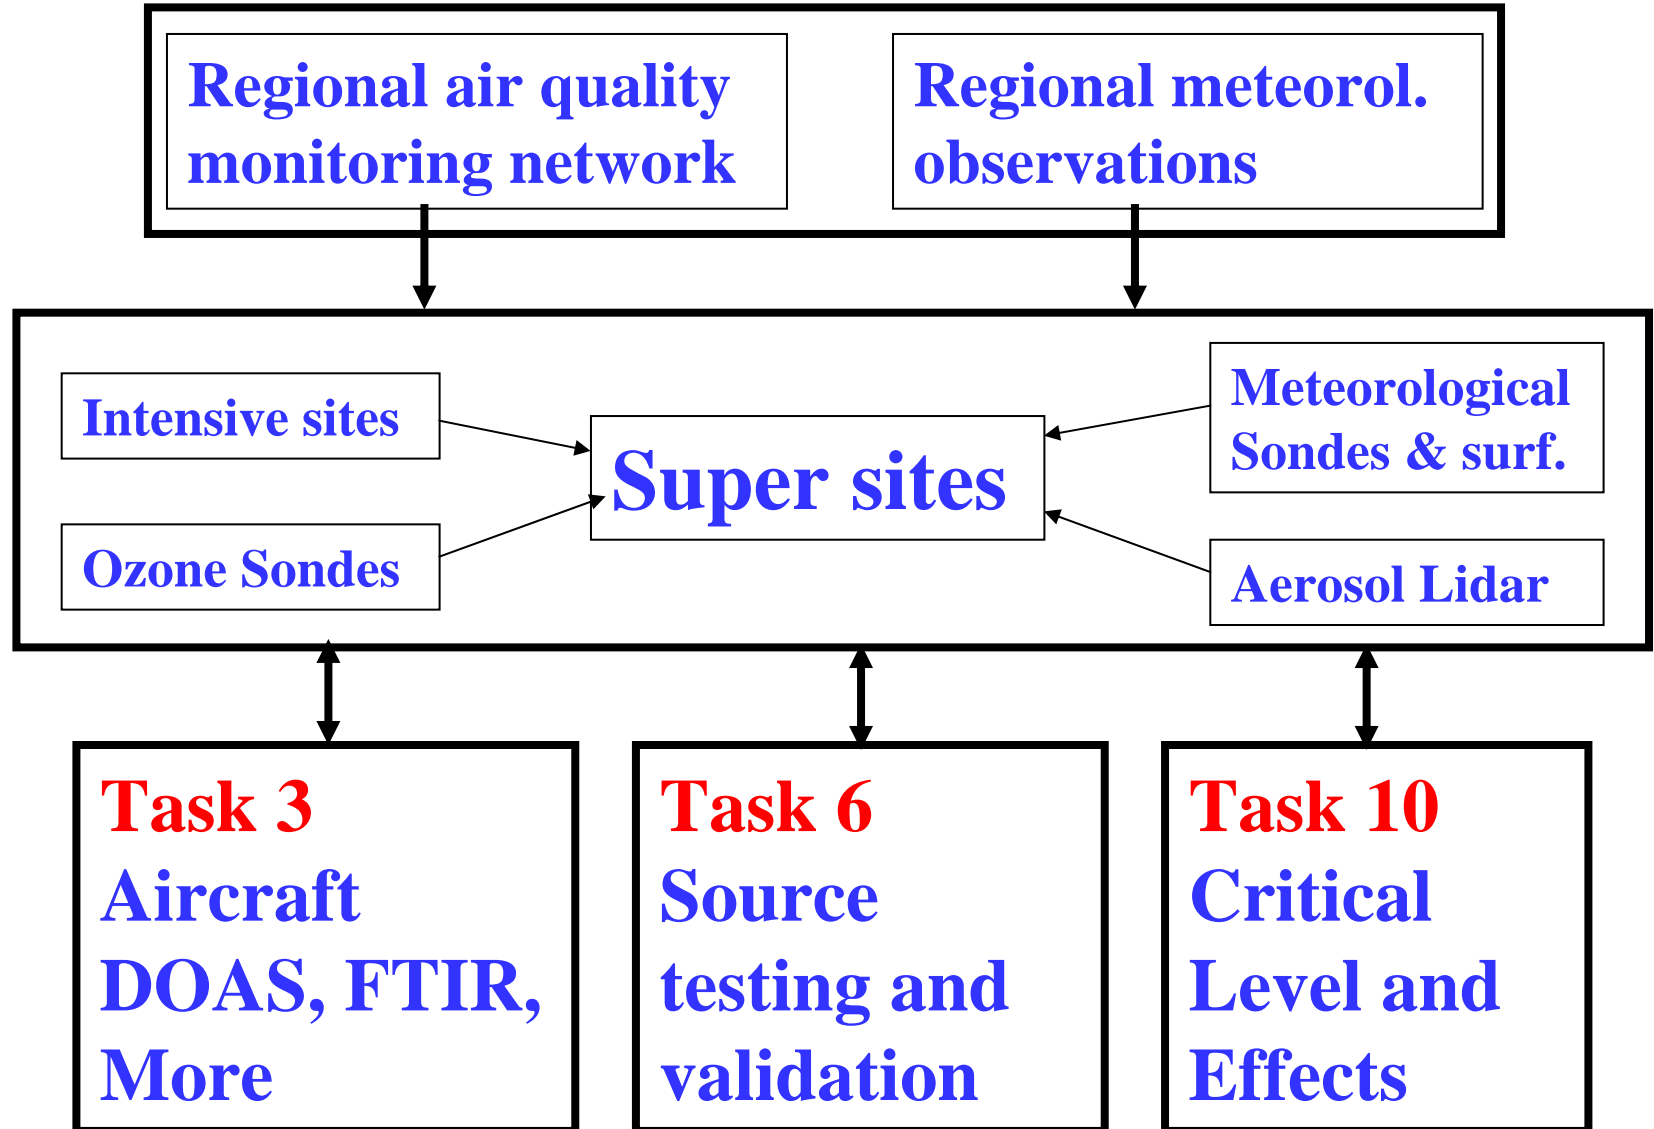 Regional air quality
monitoring network
Regional meteorol.
observations
Intensive sites
Ozone Sondes
Super sites
Meteorological
Sondes & surf.
Aerosol Lidar
Task 3
Aircraft
DOAS, FTIR,
More
Task 6
Source
testing and
validation
Task 10
Critical
Level and
Effects